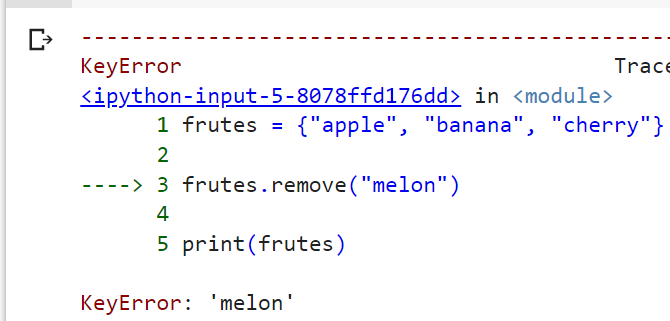 ---------------------------------------------------
KeyError Trace
<ipython-input-5-8078ffd176dd> in <module>
1 frutes = {"apple", "banana", "cherry"}
2
----> 3 frutes.remove("melon")
4
5 print(frutes)
KeyError: 'melon'